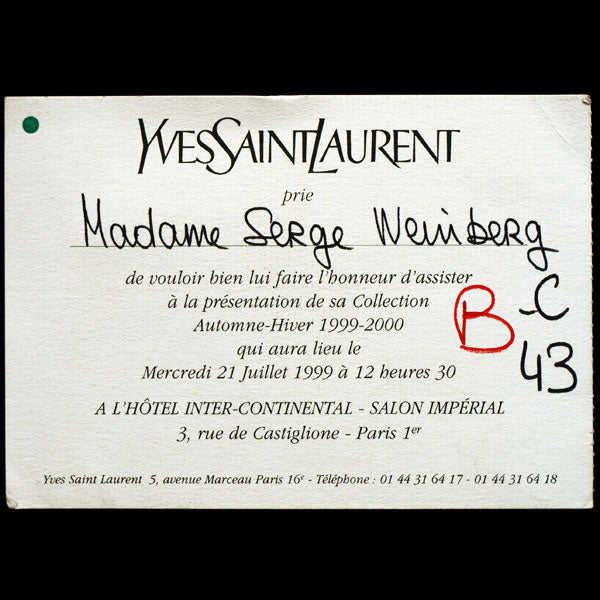 YVESSAINTLAURENT
prie
Madame Serge Weinberg
de vouloir bien lui faire l'honneur d'assister
à la présentation de sa Collection
Automne-Hiver 1999-2000
qui aura lieu le
Mercredi 21 Juillet 1999 à 12 heures 30
B-C
43
A L'HÔTEL INTER-CONTINENTAL - SALON IMPÉRIAL
3, rue de Castiglione - Paris 1er
Yves Saint Laurent 5, avenue Marceau Paris 16e - Téléphone : 01 44 31 64 17 - 01 44 31 64 18